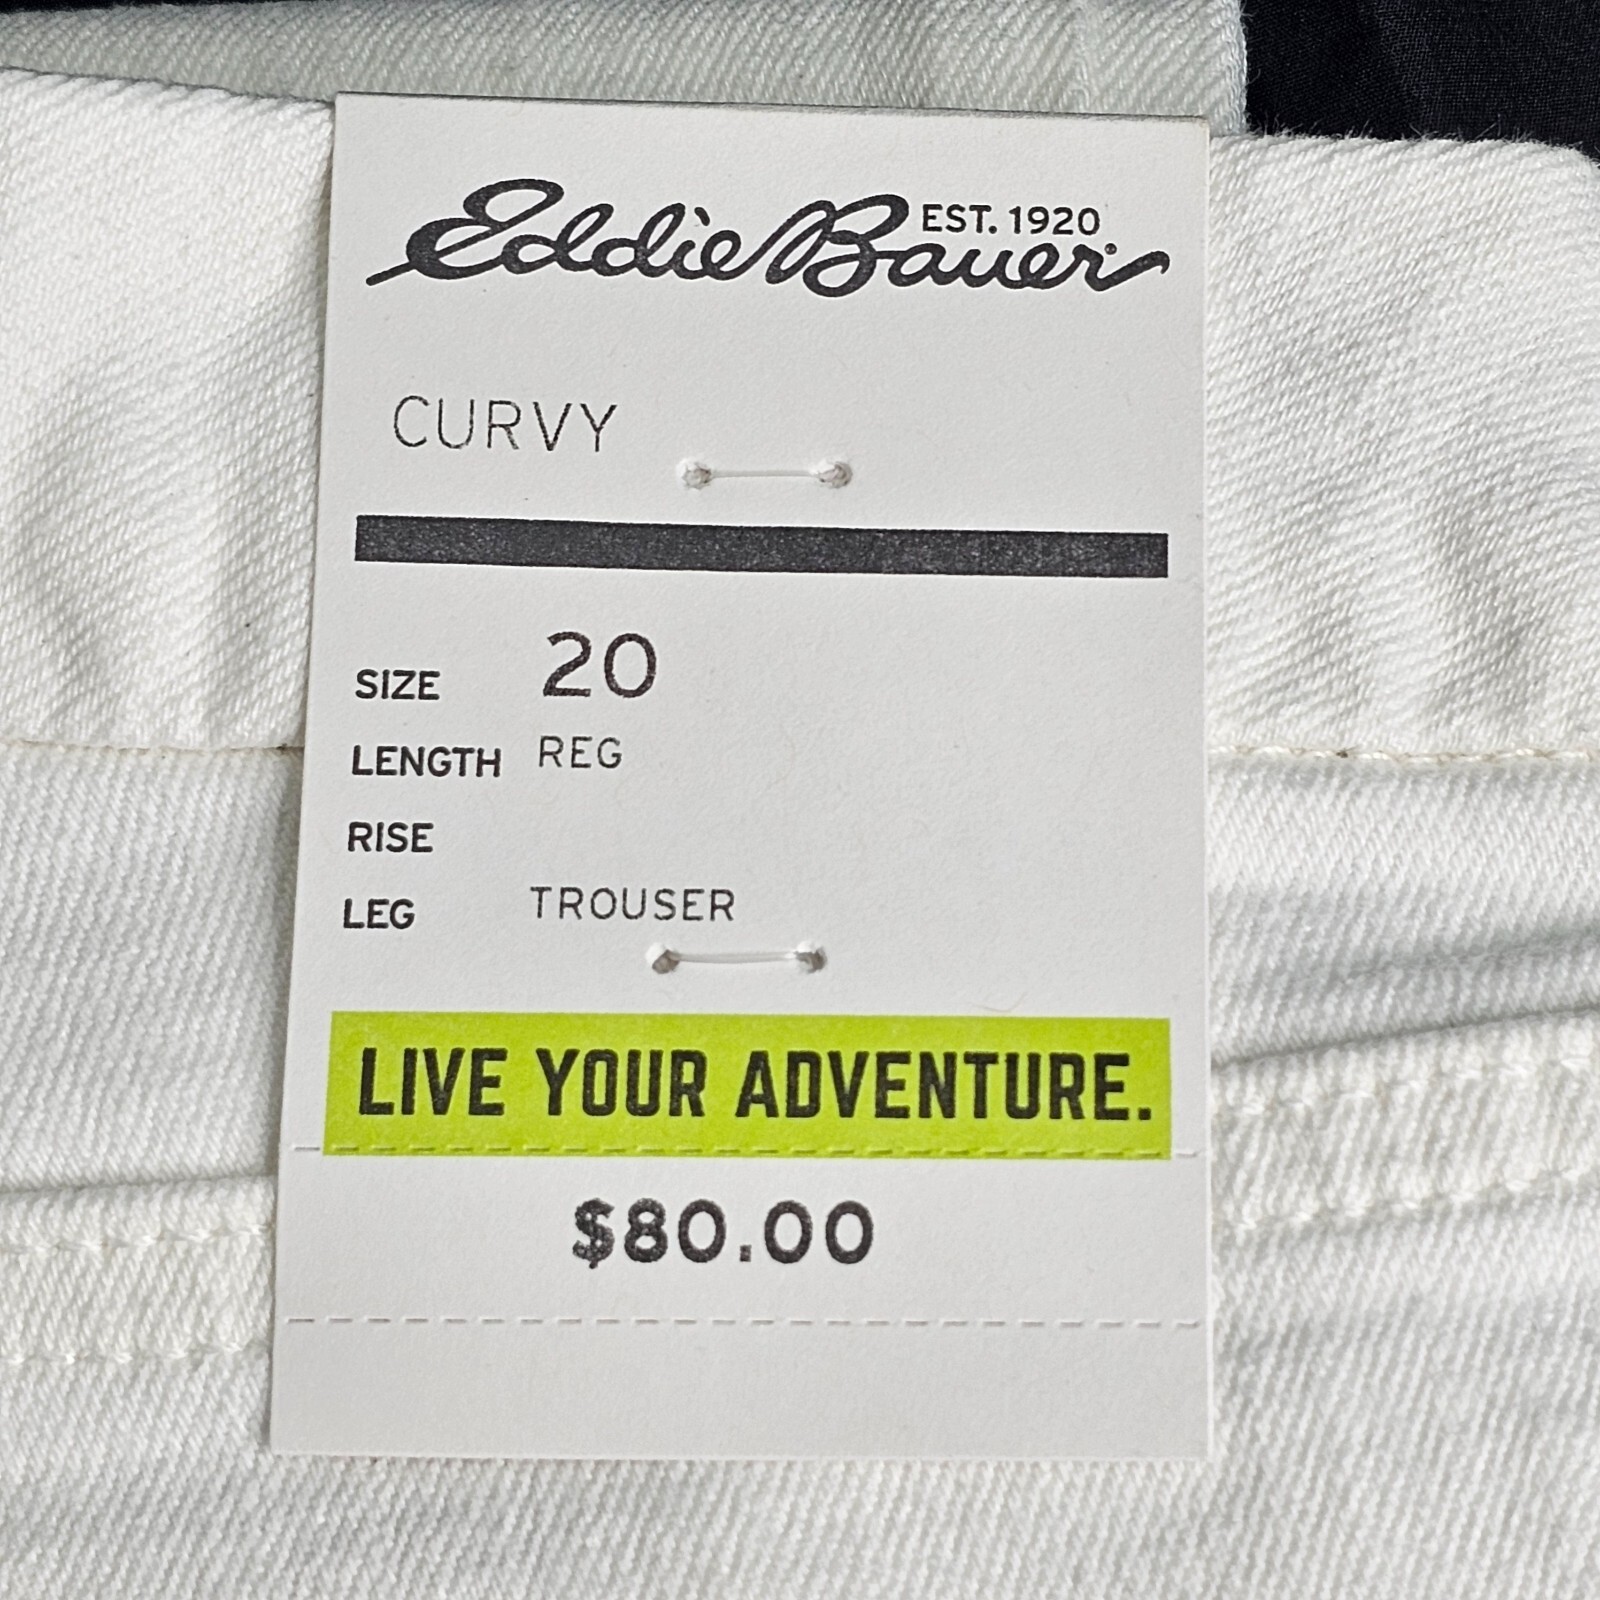 Eddie Bauer EST. 1920
CURVY
SIZE 20
LENGTH REG
RISE
LEG TROUSER
LIVE YOUR ADVENTURE.
$80.00